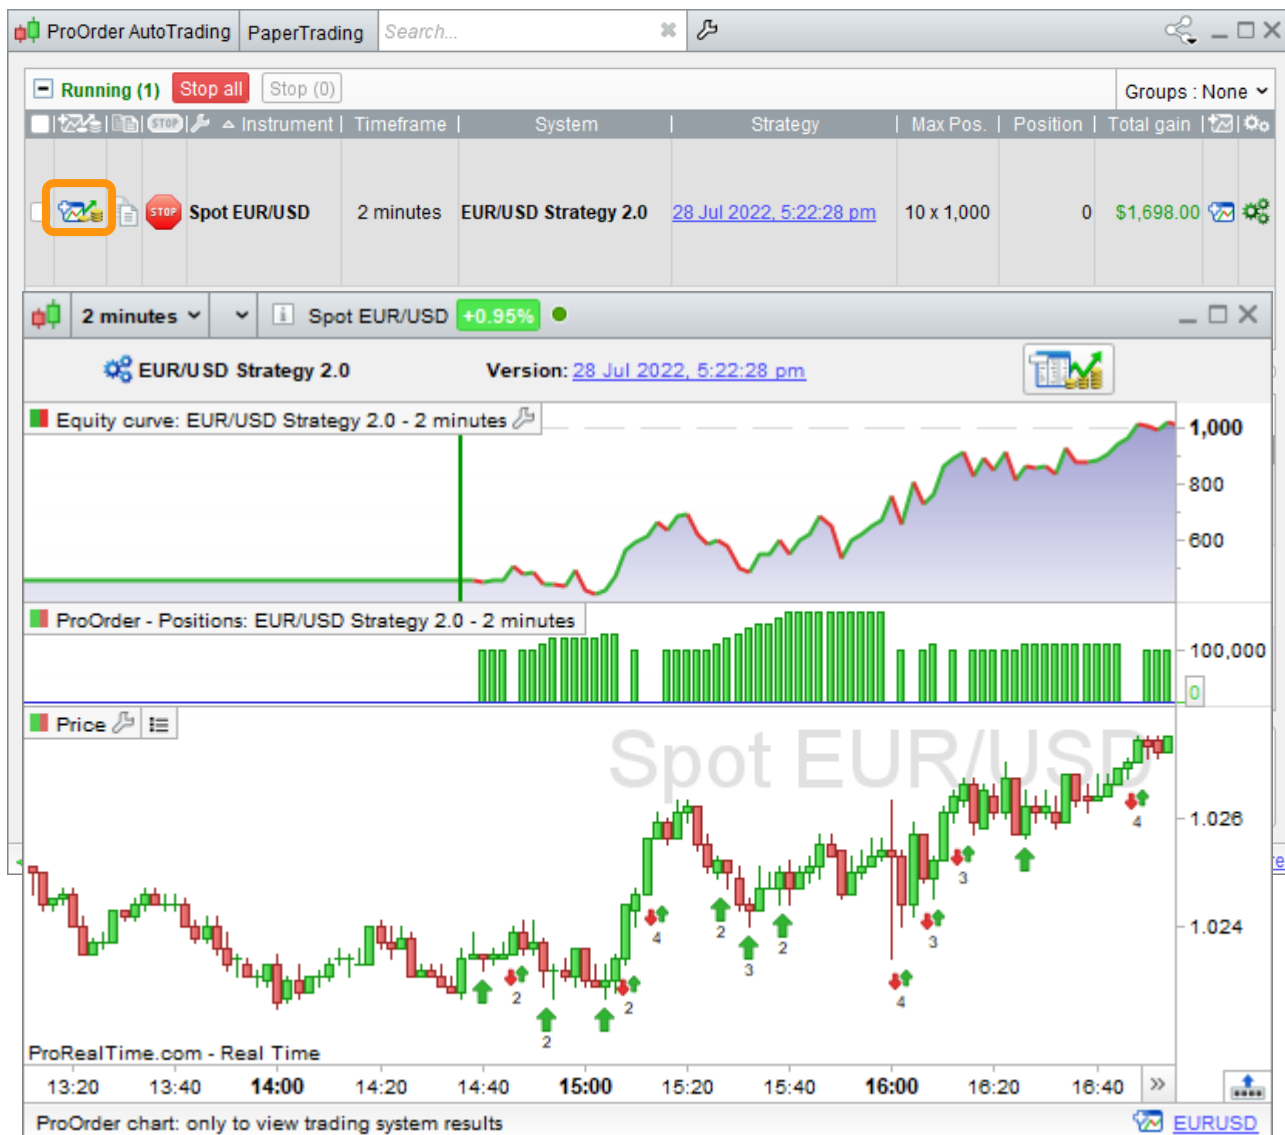 ProOrder AutoTrading PaperTrading Search...
Running (1) Stop all Stop (0) Groups : None
STOP Instrument Timeframe System Strategy Max Pos. Position Total gain
STOP Spot EUR/USD 2 minutes EUR/USD Strategy 2.0 28 Jul 2022, 5:22:28 pm 10 x 1,000 0 $1,698.00
2 minutes Spot EUR/USD +0.95%
EUR/USD Strategy 2.0 Version: 28 Jul 2022, 5:22:28 pm
Equity curve: EUR/USD Strategy 2.0 - 2 minutes
1,000
800
600
ProOrder - Positions: EUR/USD Strategy 2.0 - 2 minutes
100,000
0
Price
Spot EUR/USD
1.026
1.024
4
3
4
2
2
3
3
2
2
4
2
ProRealTime.com - Real Time
13:20 13:40 14:00 14:20 14:40 15:00 15:20 15:40 16:00 16:20 16:40 »
ProOrder chart: only to view trading system results EURUSD